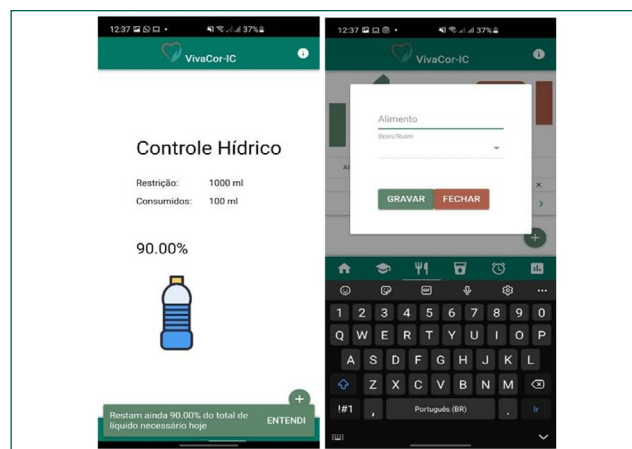 12:37
37%
VivaCor-IC
Controle Hídrico
Restrição: 1000 ml
Consumidos: 100 ml
90.00%
Restam ainda 90.00% do total de
líquido necessário hoje
ENTENDI
12:37
37%
VivaCor-IC
Alimento
Bom/Ruim
GRAVAR FECHAR
1 2 3 4 5 6 7 8 9 0
Q W E R T Y U I O P
A S D F G H J K L
Z X C V B N M
!#1 , Português (BR) . Ir